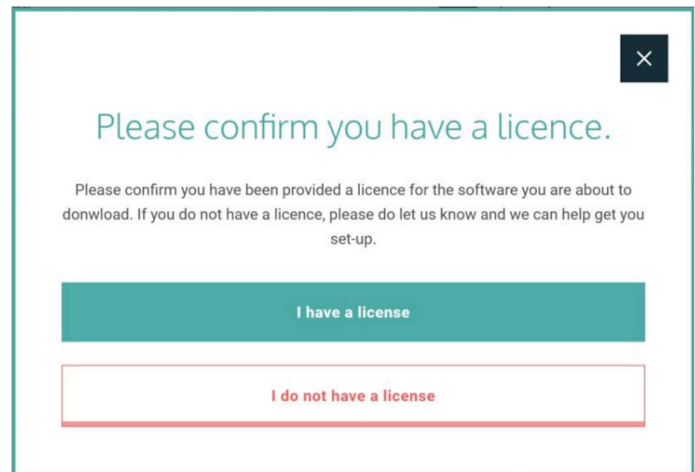 Please confirm you have a licence.
Please confirm you have been provided a licence for the software you are about to
donwload. If you do not have a licence, please do let us know and we can help get you
set-up.
I have a license
I do not have a license